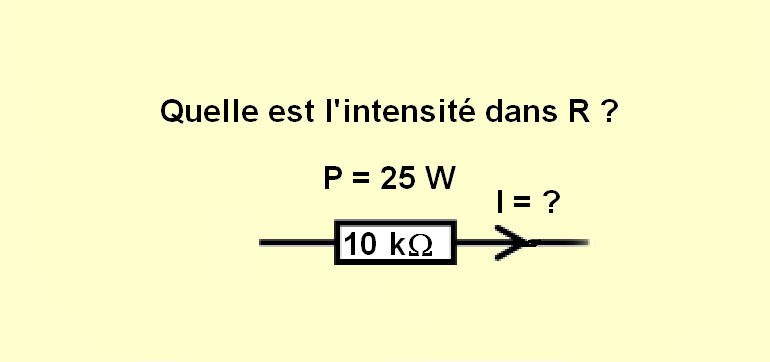 Quelle est l'intensité dans R ?
P = 25 W
I = ?
10 kΩ